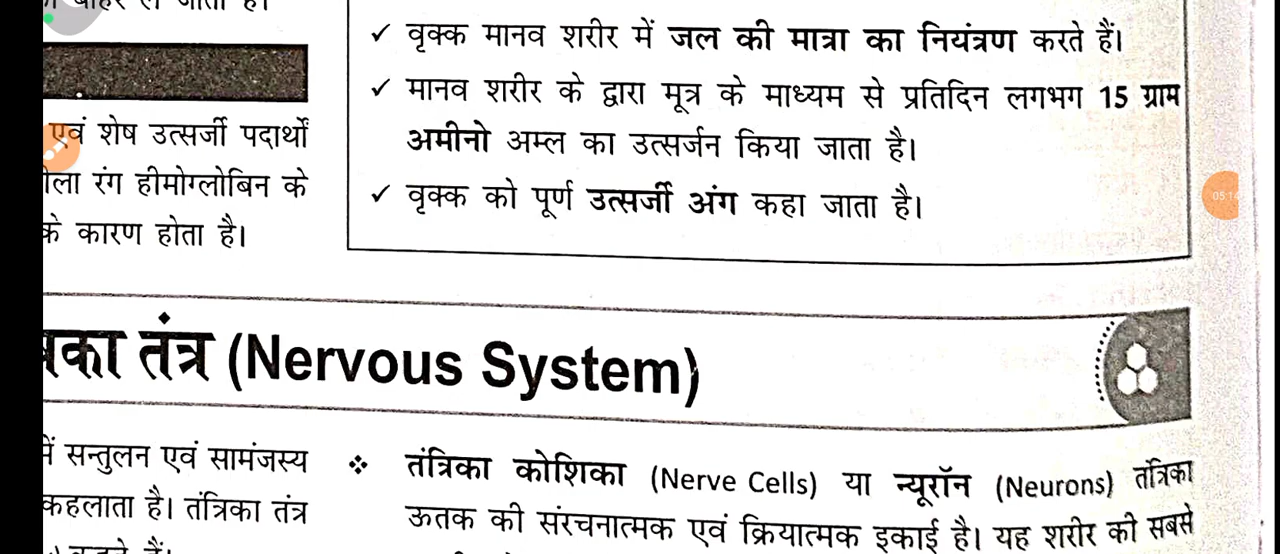 एवं शेष उत्सर्जी पदार्थों
रंग हीमोग्लोबिन के
के कारण होता है।
✓ वृक्क मानव शरीर में जल की मात्रा का नियंत्रण करते हैं।
✓ मानव शरीर के द्वारा मूत्र के माध्यम से प्रतिदिन लगभग 15 ग्राम
अमीनो अम्ल का उत्सर्जन किया जाता है।
✓ वृक्क को पूर्ण उत्सर्जी अंग कहा जाता है।
तंत्र (Nervous System)
में सन्तुलन एवं सामंजस्य
कहलाता है। तंत्रिका तंत्र
❖ तंत्रिका कोशिका (Nerve Cells) या न्यूरॉन (Neurons) तंत्रिका
ऊतक की संरचनात्मक एवं क्रियात्मक इकाई है। यह शरीर की सबसे
05:14